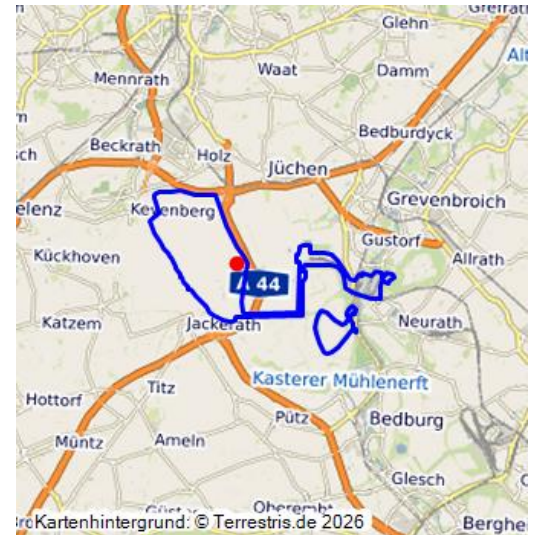 Glehn
Waat
Damm
Mennrath
Bedburdyck
Beckrath
Holz
Jüchen
Keyenberg
Grevenbroich
Gustorf
Kückhoven
Allrath
A 44
Katzem
Jackerath
Neurath
Kasterer Mühlenerft
Titz
Hottorf
Pütz
Bedburg
Müntz
Ameln
Glesch
Oberembt
Kartenhintergrund: © Terrestris.de 2026